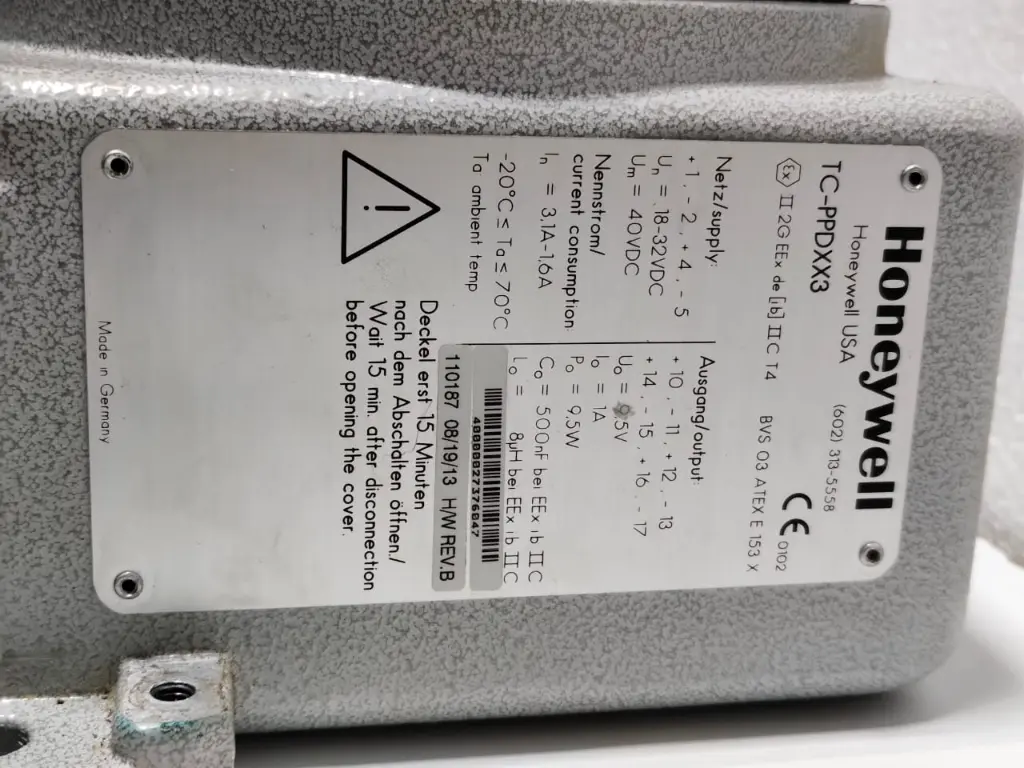 Honeywell
Honeywell USA (602) 313-5558
TC-PPDXX3 CE 0102
Ex II 2G EEx de [ib] IIC T4 BVS 03 ATEX E 153 X
Netz/supply:
+ 1, - 2, + 4, - 5
Un = 18-32VDC
Um = 40VDC
Nennstrom/
current consumption:
In = 3.1A-1,6A
-20°C ≤ Ta ≤ 70°C
Ta: ambient temp
Ausgang/output:
+ 10, - 11, + 12, - 13
+ 14, - 15, + 16, - 17
Uo = 9,5V
Io = 1A
Po = 9.5W
Co = 500nF bei EEx ib IIC
Lo = 8µH bei EEx ib IIC
110187 08/19/13 H/W REV.B
Deckel erst 15 Minuten
nach dem Abschalten öffnen/
Wait 15 min. after disconnection
before opening the cover.
Made in Germany